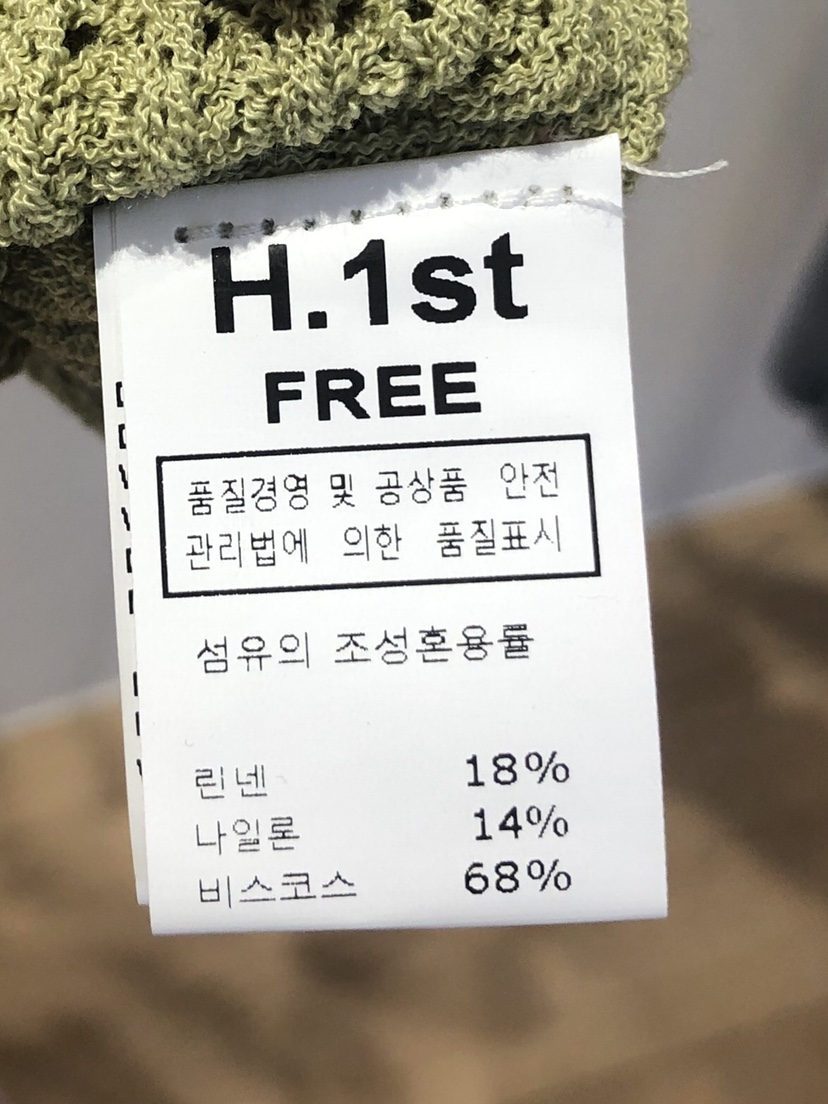 H.1st
FREE
품질경영 및 공상품 안전
관리법에 의한 품질표시
섬유의 조성혼용률
린넨 18%
나일론 14%
비스코스 68%